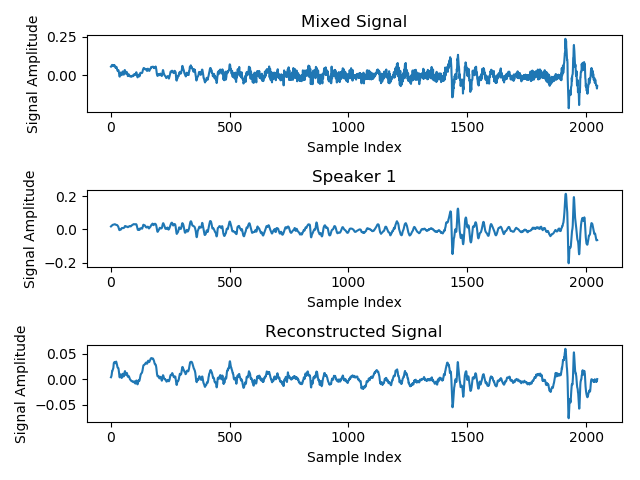 Mixed Signal
Signal Amplitude
0.25
0.00
0 500 1000 1500 2000
Sample Index
Speaker 1
Signal Amplitude
0.2
0.0
−0.2
0 500 1000 1500 2000
Sample Index
Reconstructed Signal
Signal Amplitude
0.05
0.00
−0.05
0 500 1000 1500 2000
Sample Index